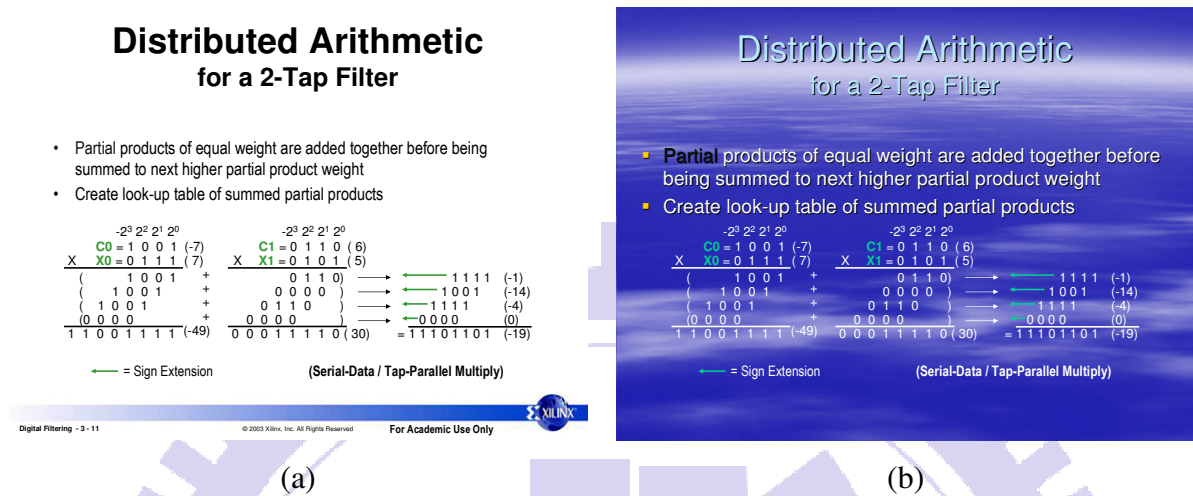 Distributed Arithmetic
for a 2-Tap Filter
• Partial products of equal weight are added together before being
summed to next higher partial product weight
• Create look-up table of summed partial products
-2³ 2² 2¹ 2⁰ -2³ 2² 2¹ 2⁰
C0 = 1 0 0 1 (-7) C1 = 0 1 1 0 ( 6)
X X0 = 0 1 1 1 ( 7) X X1 = 0 1 0 1 ( 5)
( 1 0 0 1 + 0 1 1 0) 1 1 1 1 (-1)
( 1 0 0 1 + 0 0 0 0 ) 1 0 0 1 (-14)
( 1 0 0 1 + 0 1 1 0 ) 1 1 1 1 (-4)
(0 0 0 0 + 0 0 0 0 ) 0 0 0 0 (0)
1 1 0 0 1 1 1 1 (-49) 0 0 0 1 1 1 1 0 ( 30) = 1 1 1 0 1 1 0 1 (-19)
= Sign Extension (Serial-Data / Tap-Parallel Multiply)
XILINX
Digital Filtering - 3 - 11 © 2003 Xilinx, Inc. All Rights Reserved For Academic Use Only
(a)
Distributed Arithmetic
for a 2-Tap Filter
Partial products of equal weight are added together before
being summed to next higher partial product weight
Create look-up table of summed partial products
-2³ 2² 2¹ 2⁰ -2³ 2² 2¹ 2⁰
C0 = 1 0 0 1 (-7) C1 = 0 1 1 0 ( 6)
X X0 = 0 1 1 1 ( 7) X X1 = 0 1 0 1 ( 5)
( 1 0 0 1 + 0 1 1 0) 1 1 1 1 (-1)
( 1 0 0 1 + 0 0 0 0 ) 1 0 0 1 (-14)
( 1 0 0 1 + 0 1 1 0 ) 1 1 1 1 (-4)
(0 0 0 0 + 0 0 0 0 ) 0 0 0 0 (0)
1 1 0 0 1 1 1 1 (-49) 0 0 0 1 1 1 1 0 ( 30) = 1 1 1 0 1 1 0 1 (-19)
= Sign Extension (Serial-Data / Tap-Parallel Multiply)
(b)